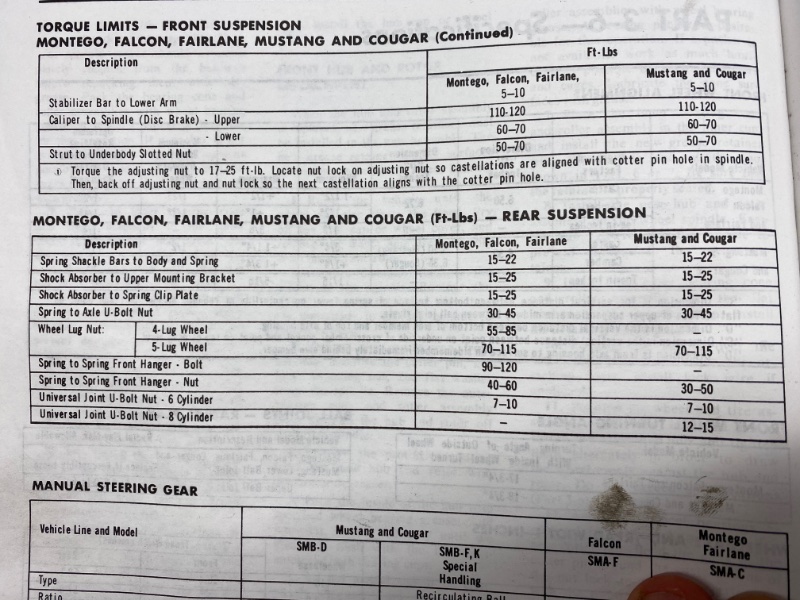 TORQUE LIMITS — FRONT SUSPENSION
MONTEGO, FALCON, FAIRLANE, MUSTANG AND COUGAR (Continued)
Description
Ft-Lbs
Montego, Falcon, Fairlane,
Mustang and Cougar
Stabilizer Bar to Lower Arm 5–10 5–10
Caliper to Spindle (Disc Brake) - Upper 110-120 110-120
- Lower 60–70 60–70
Strut to Underbody Slotted Nut 50–70 50–70
① Torque the adjusting nut to 17–25 ft-lb. Locate nut lock on adjusting nut so castellations are aligned with cotter pin hole in spindle.
Then, back off adjusting nut and nut lock so the next castellation aligns with the cotter pin hole.
MONTEGO, FALCON, FAIRLANE, MUSTANG AND COUGAR (Ft-Lbs) — REAR SUSPENSION
Description Montego, Falcon, Fairlane Mustang and Cougar
Spring Shackle Bars to Body and Spring 15–22 15–22
Shock Absorber to Upper Mounting Bracket 15–25 15–25
Shock Absorber to Spring Clip Plate 15–25 15–25
Spring to Axle U-Bolt Nut 30–45 30–45
Wheel Lug Nut: 4-Lug Wheel 55–85 –
5-Lug Wheel 70–115 70–115
Spring to Spring Front Hanger - Bolt 90–120 –
Spring to Spring Front Hanger - Nut 40–60 30–50
Universal Joint U-Bolt Nut - 6 Cylinder 7–10 7–10
Universal Joint U-Bolt Nut - 8 Cylinder – 12–15
MANUAL STEERING GEAR
Vehicle Line and Model
Mustang and Cougar
SMB-D
SMB-F,K
Special
Handling
Falcon
SMA-F
Montego
Fairlane
SMA-C
Type
Ratio
Recirculating Ball